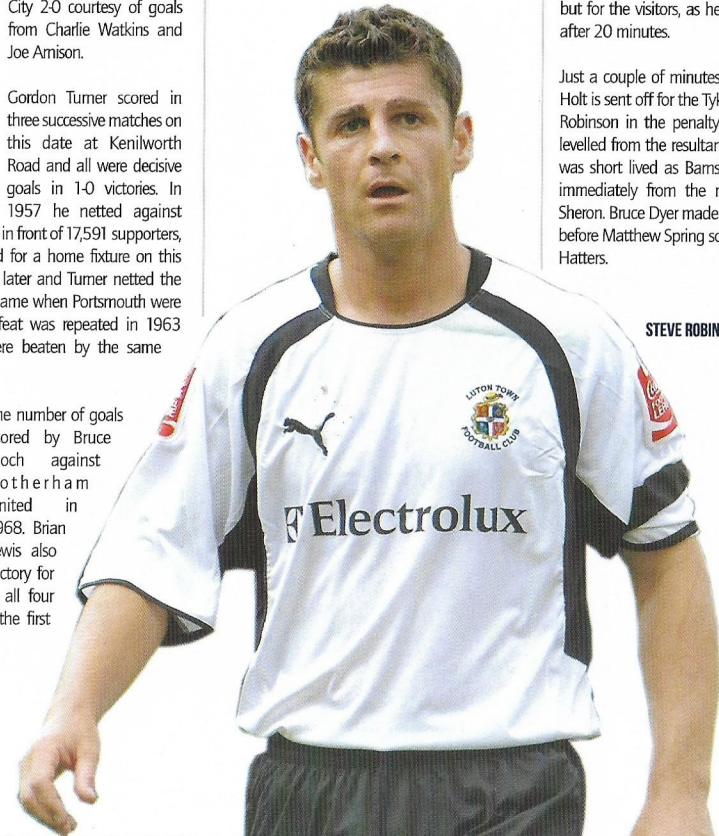 City 2-0 courtesy of goals
from Charlie Watkins and
Joe Arnison.
Gordon Turner scored in
three successive matches on
this date at Kenilworth
Road and all were decisive
goals in 1-0 victories. In
1957 he netted against
in front of 17,591 supporters,
for a home fixture on this
later and Turner netted the
ame when Portsmouth were
feat was repeated in 1963
ere beaten by the same
he number of goals
ored by Bruce
och against
otherham
nited in
968. Brian
ewis also
ctory for
all four
the first
but for the visitors, as he
after 20 minutes.
Just a couple of minutes
Holt is sent off for the Tyk
Robinson in the penalty
levelled from the resultan
was short lived as Barns
immediately from the r
Sheron. Bruce Dyer made
before Matthew Spring sc
Hatters.
STEVE ROBIN
LUTON TOWN
FOOTBALL CLUB
Electrolux